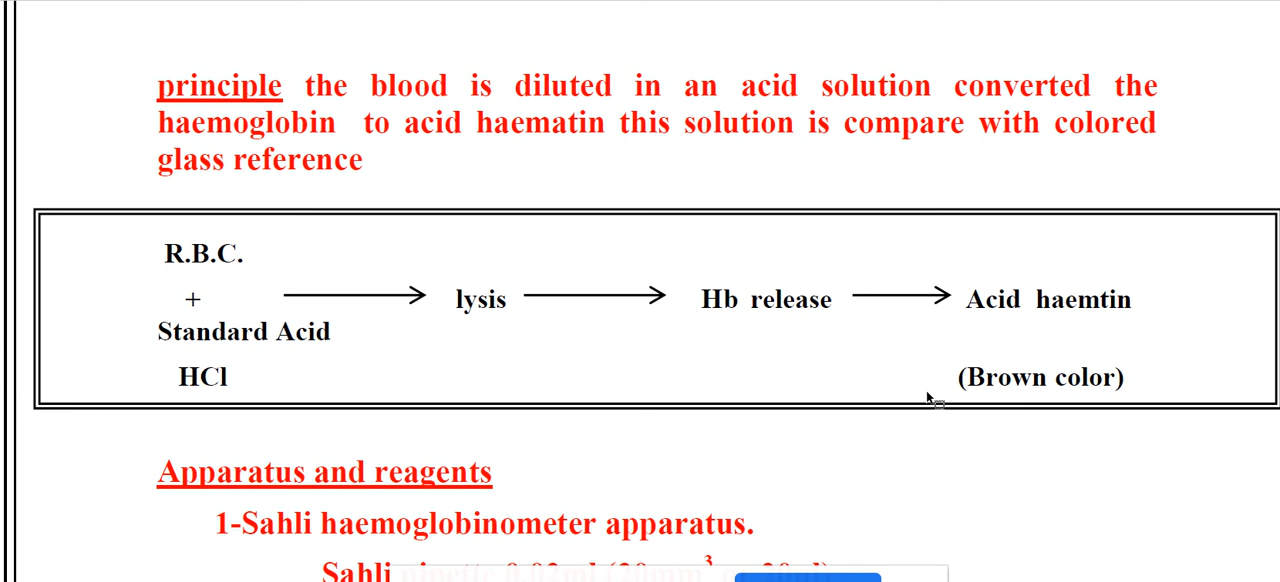 principle the blood is diluted in an acid solution converted the
haemoglobin to acid haematin this solution is compare with colored
glass reference
R.B.C.
+ lysis Hb release Acid haemtin
Standard Acid
HCl (Brown color)
Apparatus and reagents
1-Sahli haemoglobinometer apparatus.
Sahli